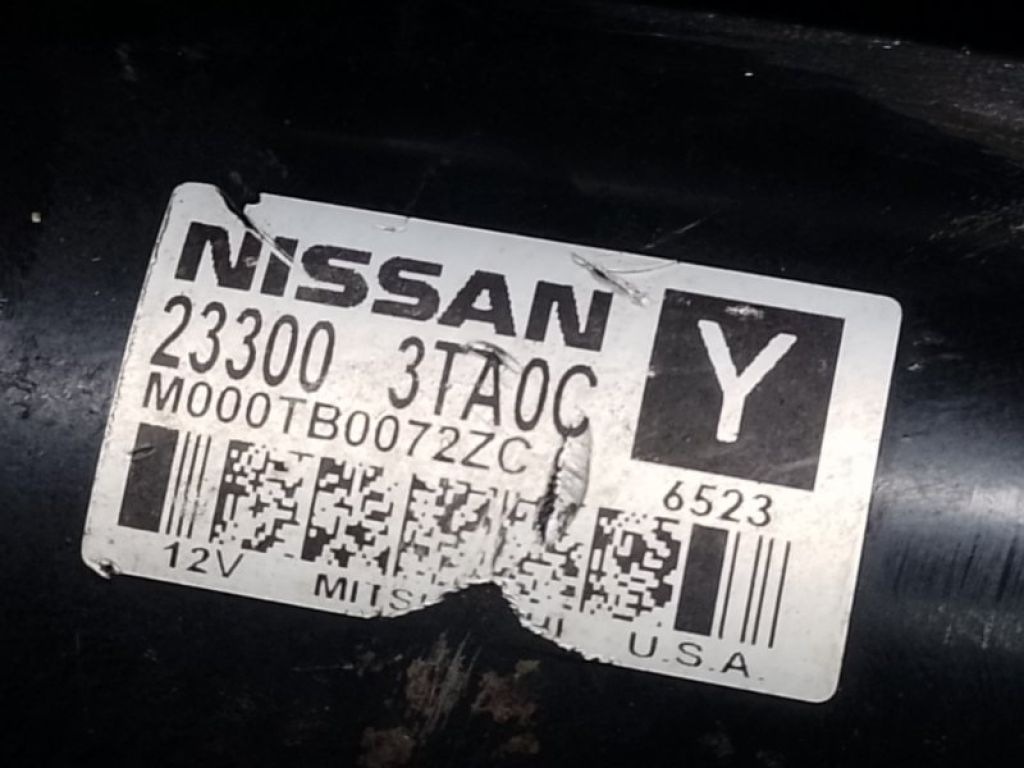 NISSAN
Y
23300 3TA0C
M000TB0072ZC
6523
12V
U.S.A.